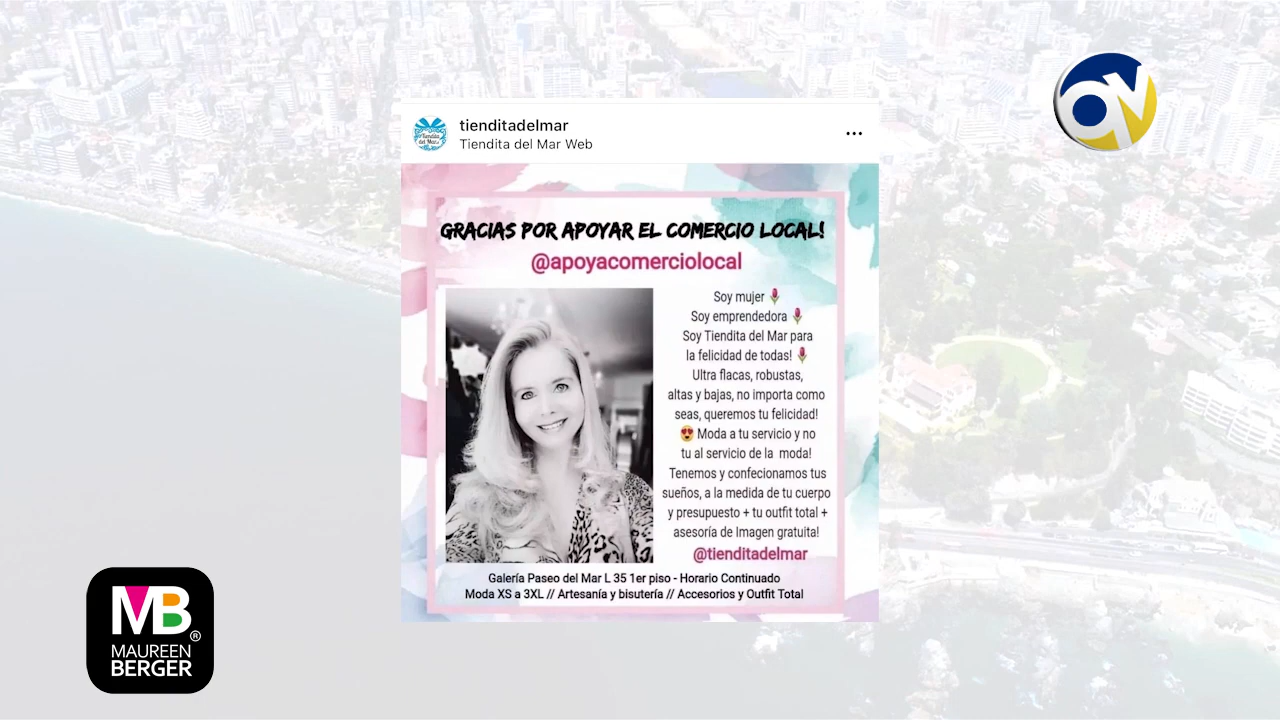 tienditadelmar
Tiendita del Mar Web
Tiendita
del Mar
GRACIAS POR APOYAR EL COMERCIO LOCAL!
@apoyacomerciolocal
Soy mujer 🌷
Soy emprendedora 🌷
Soy Tiendita del Mar para
la felicidad de todas! 🌷
Ultra flacas, robustas,
altas y bajas, no importa como
seas, queremos tu felicidad!
😍 Moda a tu servicio y no
tu al servicio de la moda!
Tenemos y confecionamos tus
sueños, a la medida de tu cuerpo
y presupuesto + tu outfit total +
asesoría de Imagen gratuita!
@tienditadelmar
Galería Paseo del Mar L 35 1er piso - Horario Continuado
Moda XS a 3XL // Artesanía y bisutería // Accesorios y Outfit Total
OV
MB®
MAUREEN
BERGER